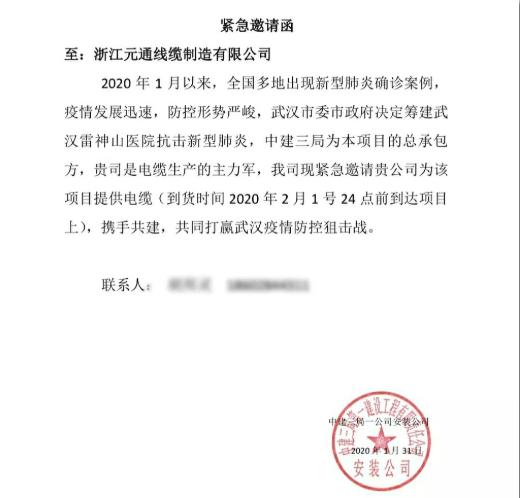 紧急邀请函
至：浙江元通线缆制造有限公司
2020 年 1 月以来，全国多地出现新型肺炎确诊案例，
疫情发展迅速，防控形势严峻，武汉市委市政府决定筹建武
汉雷神山医院抗击新型肺炎，中建三局为本项目的总承包
方，贵司是电缆生产的主力军，我司现紧急邀请贵公司为该
项目提供电缆（到货时间 2020 年 2 月 1 号 24 点前到达项目
上），携手共建，共同打赢武汉疫情防控狙击战。
联系人：
中建三局一公司安装公司
2020 年 1 月 31 日
中建三局第一建设工程有限责任公司
安装公司